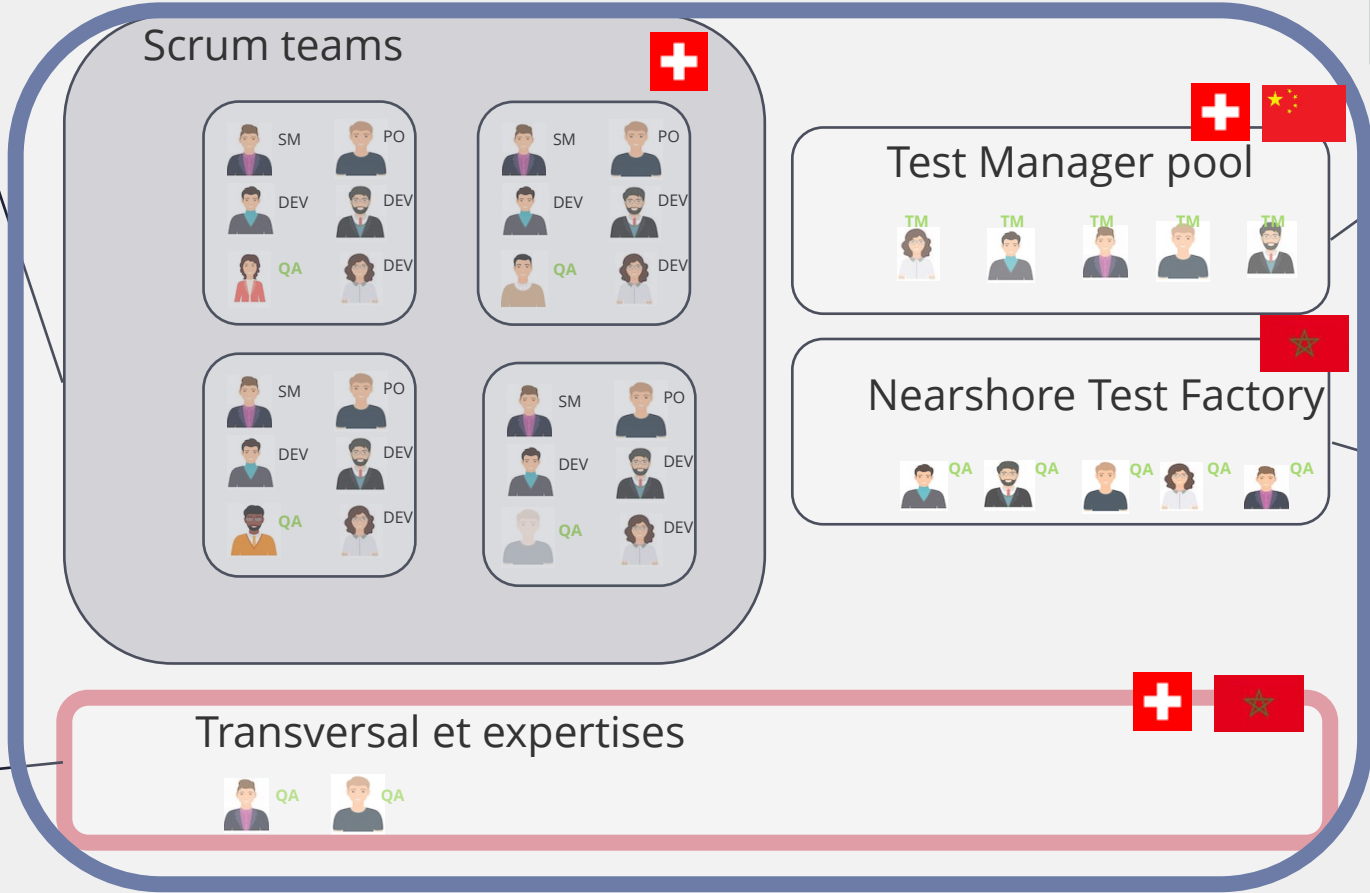 Scrum teams
SM PO
DEV DEV
QA DEV
SM PO
DEV DEV
QA DEV
SM PO
DEV DEV
QA DEV
SM PO
DEV DEV
QA DEV
Test Manager pool
TM TM TM TM TM
Nearshore Test Factory
QA QA QA QA QA
Transversal et expertises
QA QA